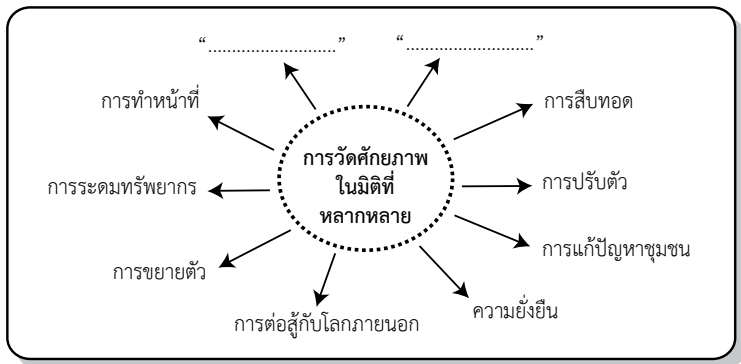 “...........................”
“...........................”
การทำหน้าที่
การสืบทอด
การวัดศักยภาพ
ในมิติที่
หลากหลาย
การระดมทรัพยากร
การปรับตัว
การแก้ปัญหาชุมชน
การขยายตัว
ความยั่งยืน
การต่อสู้กับโลกภายนอก